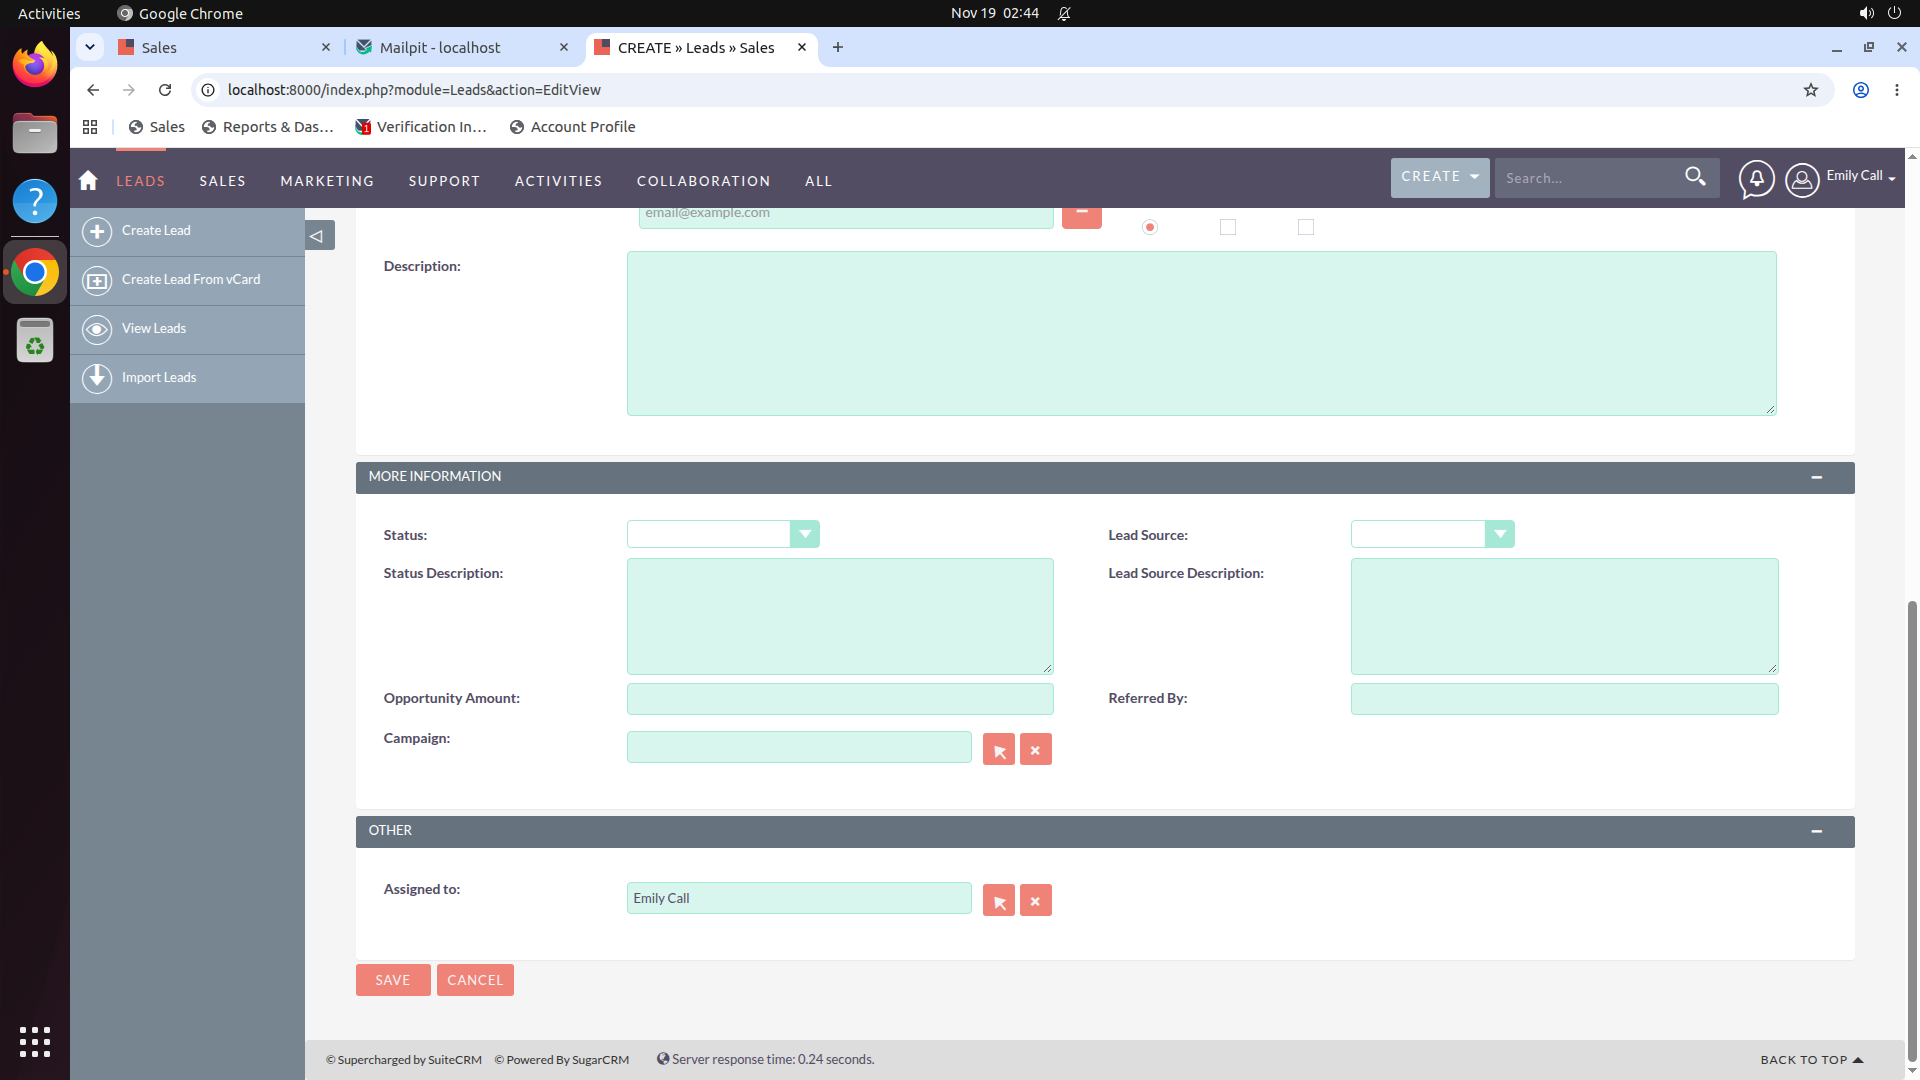 Activities
Google Chrome
Nov 19 02:44
Sales
Mailpit - localhost
CREATE » Leads » Sales
localhost:8000/index.php?module=Leads&action=EditView
Sales
Reports & Das...
Verification In...
Account Profile
LEADS
SALES
MARKETING
SUPPORT
ACTIVITIES
COLLABORATION
ALL
CREATE
Search...
Emily Call
Create Lead
Create Lead From vCard
View Leads
Import Leads
email@example.com
Description:
MORE INFORMATION
Status:
Lead Source:
Status Description:
Lead Source Description:
Opportunity Amount:
Referred By:
Campaign:
OTHER
Assigned to:
Emily Call
SAVE
CANCEL
© Supercharged by SuiteCRM
© Powered By SugarCRM
Server response time: 0.24 seconds.
BACK TO TOP